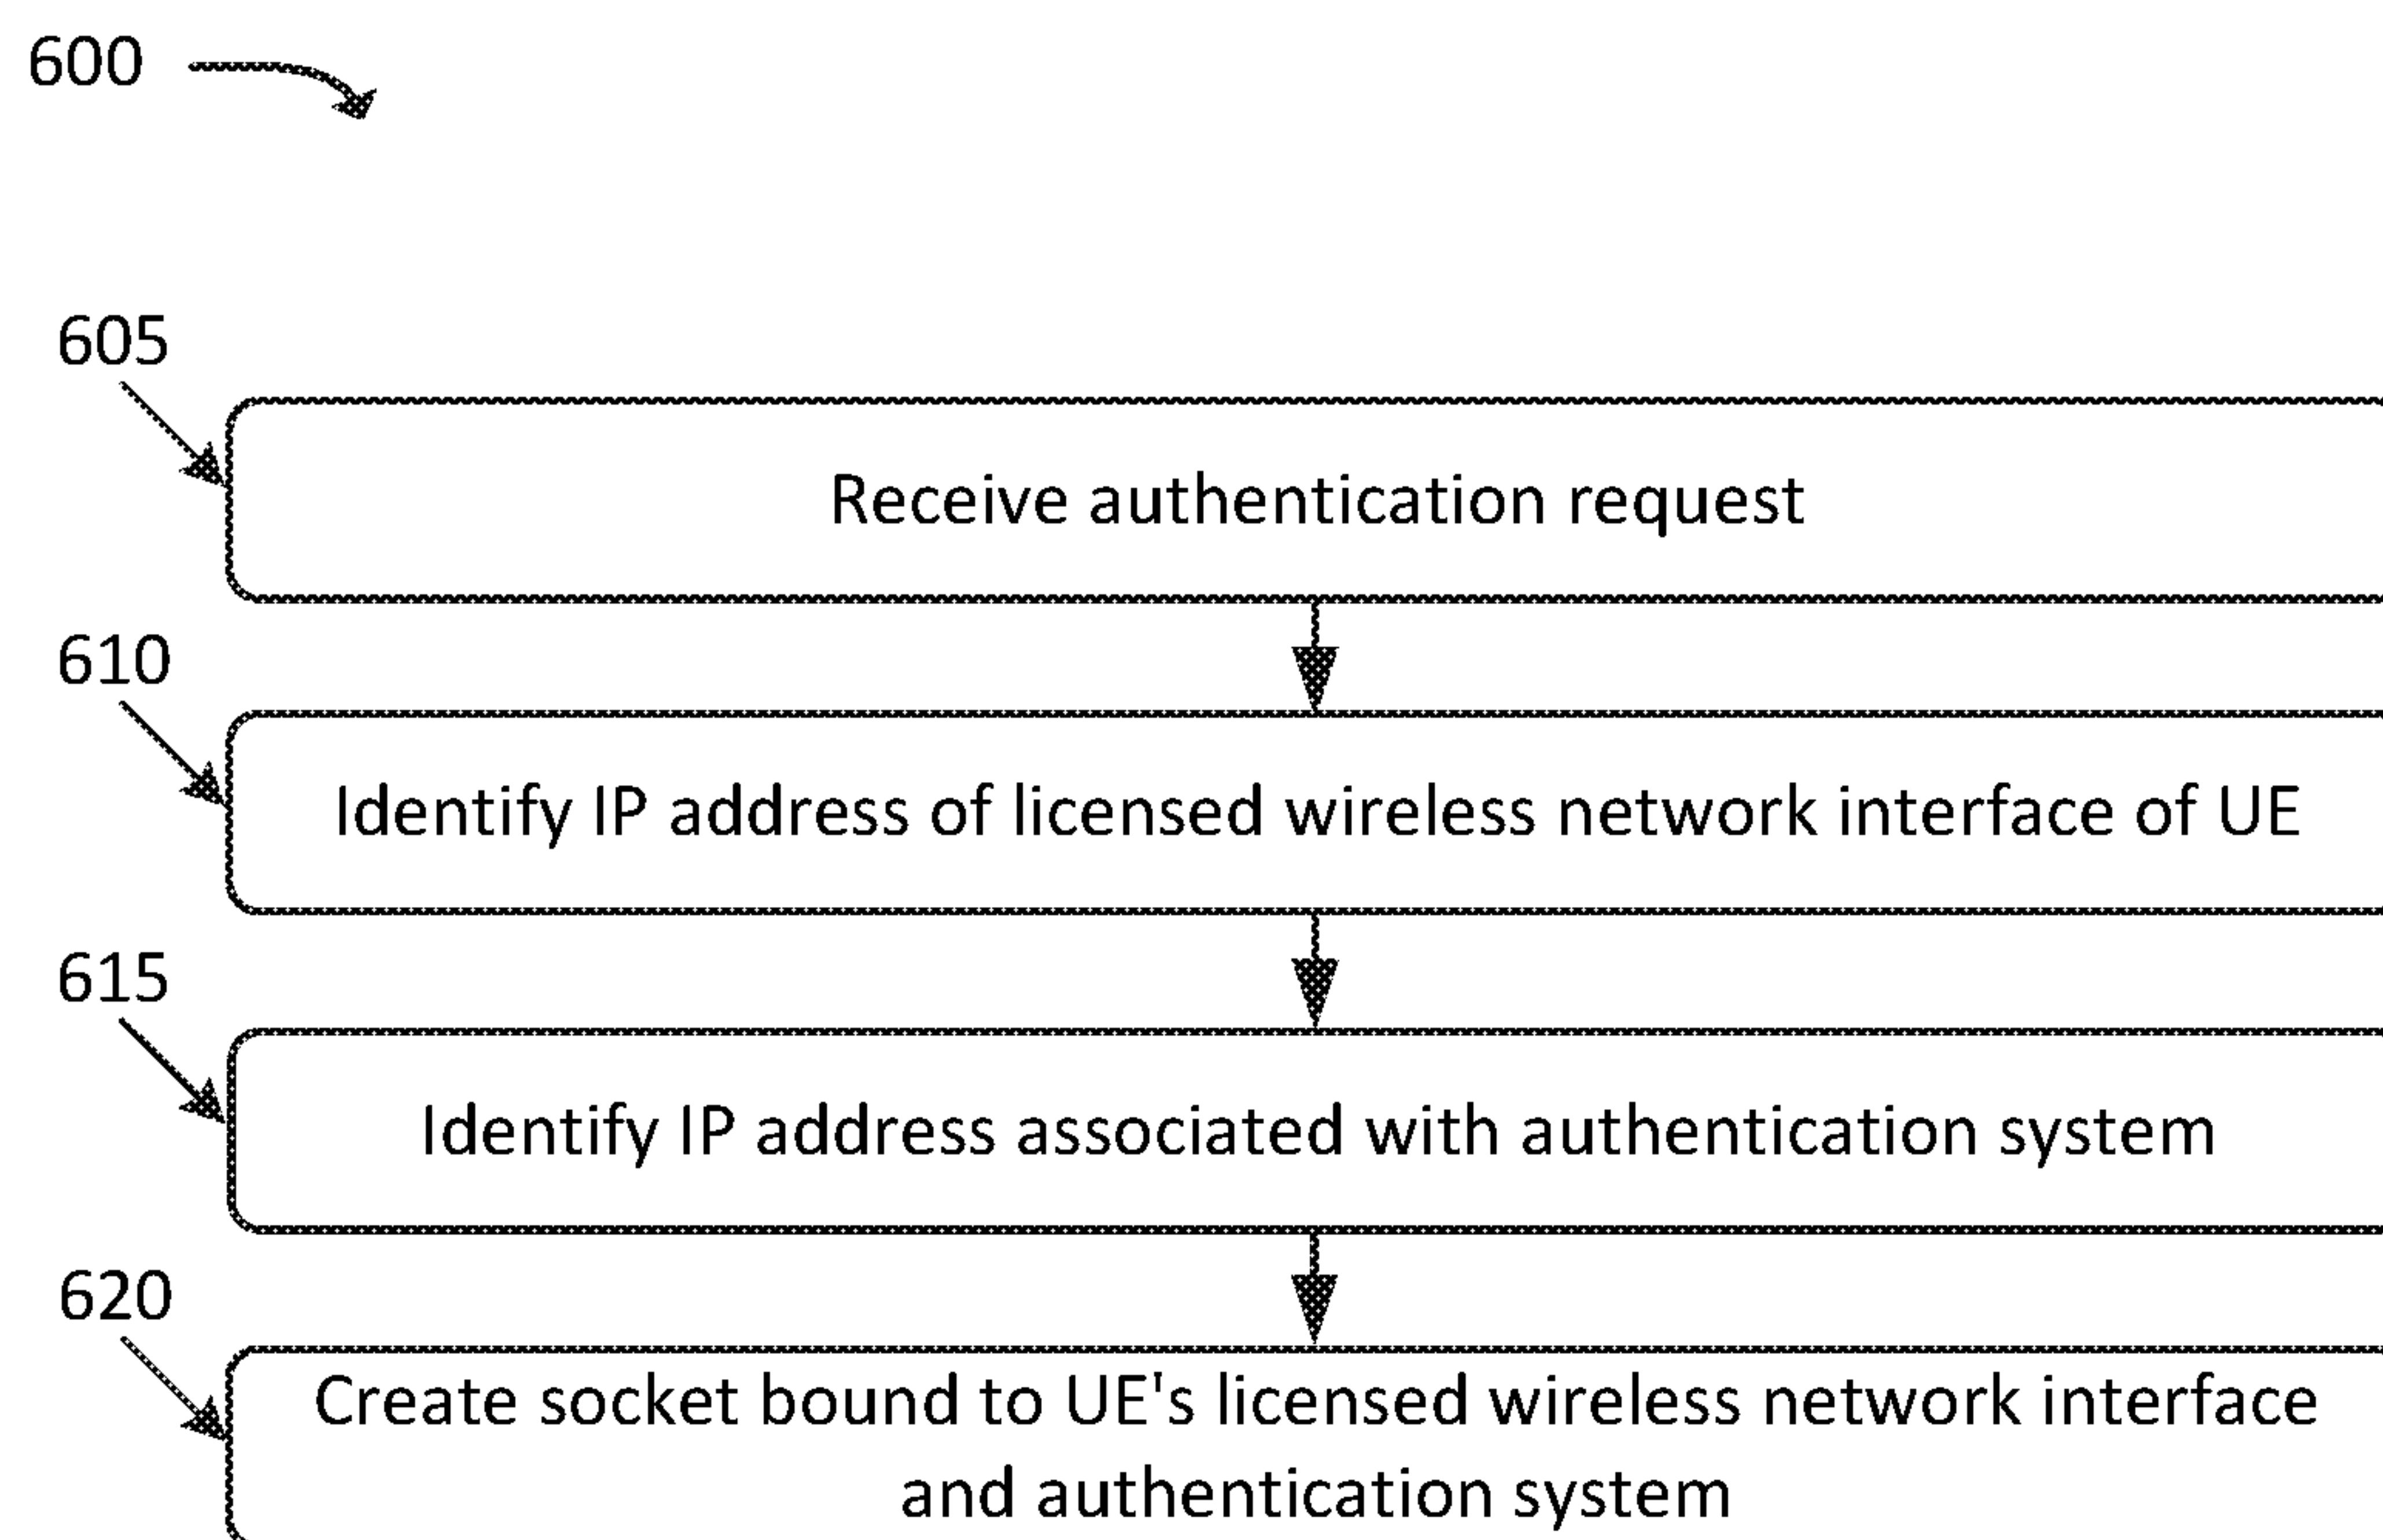 600
605
Receive authentication request
610
Identify IP address of licensed wireless network interface of UE
615
Identify IP address associated with authentication system
620
Create socket bound to UE's licensed wireless network interface
and authentication system